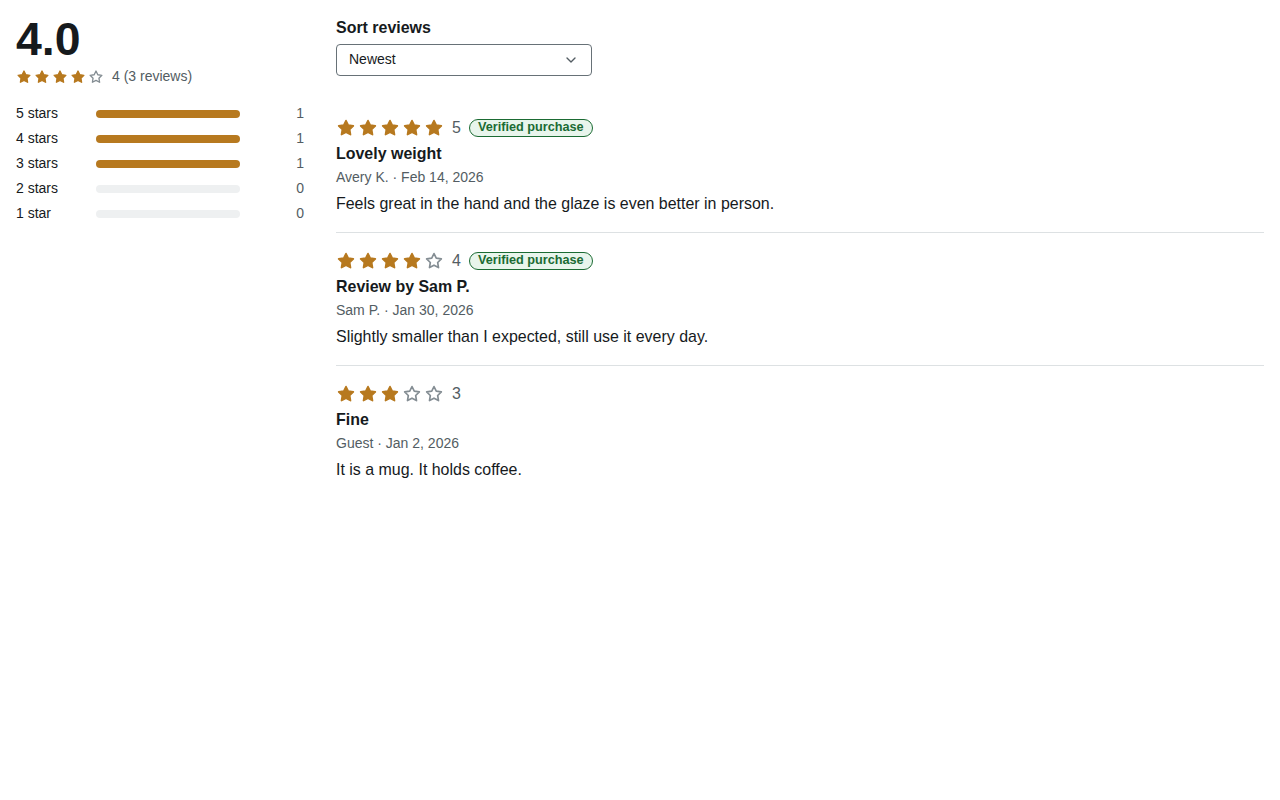 4.0
4 (3 reviews)
5 stars 1
4 stars 1
3 stars 1
2 stars 0
1 star 0
Sort reviews
Newest
5 Verified purchase
Lovely weight
Avery K. · Feb 14, 2026
Feels great in the hand and the glaze is even better in person.
4 Verified purchase
Review by Sam P.
Sam P. · Jan 30, 2026
Slightly smaller than I expected, still use it every day.
3
Fine
Guest · Jan 2, 2026
It is a mug. It holds coffee.